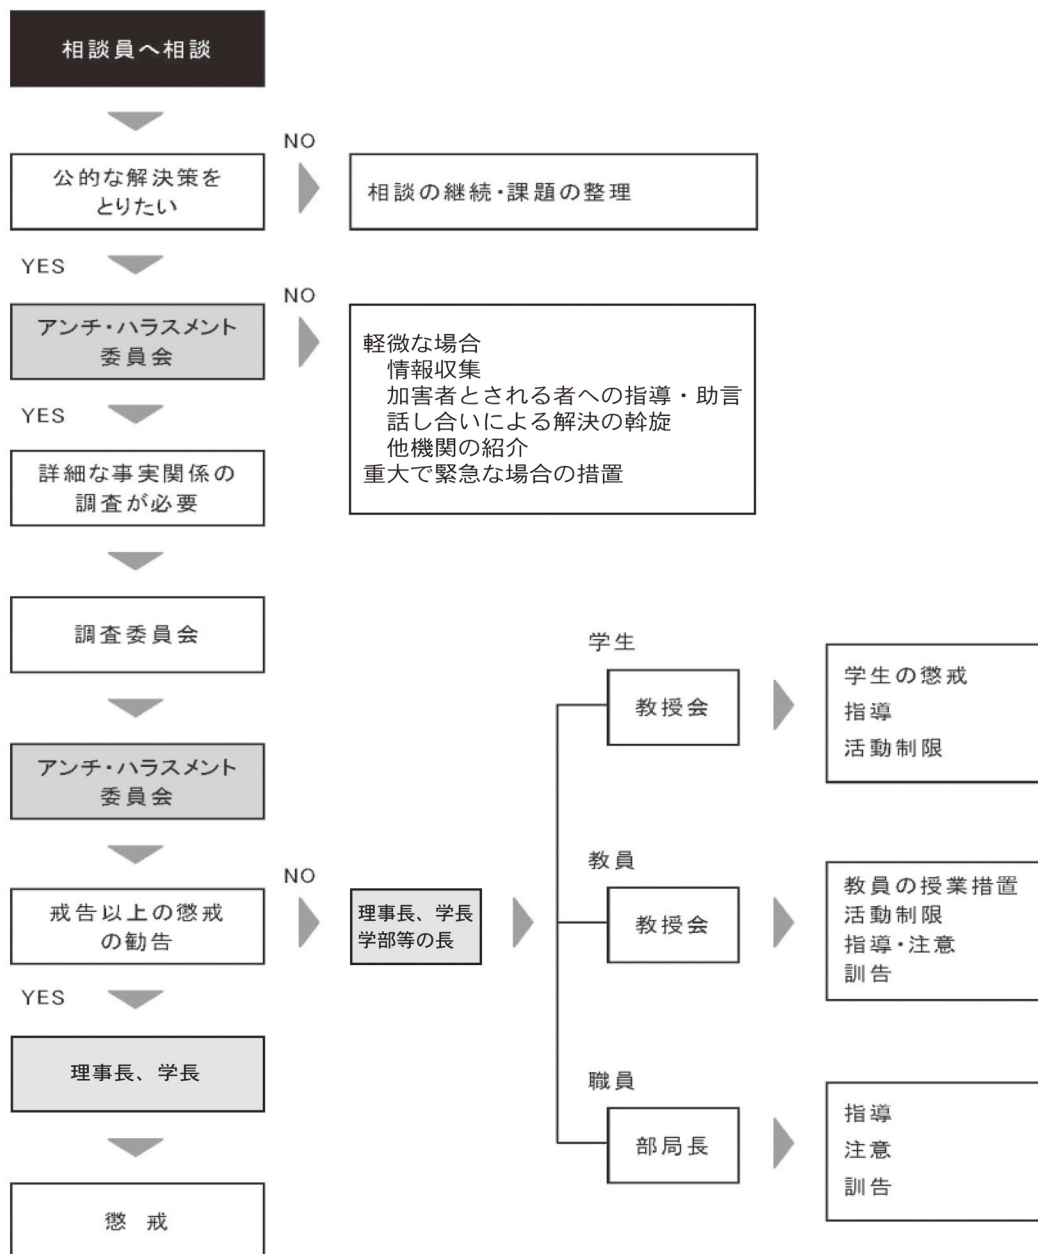 相談員へ相談
NO
公的な解決策を
とりたい
相談の継続・課題の整理
YES
NO
アンチ・ハラスメント
委員会
軽微な場合
情報収集
加害者とされる者への指導・助言
話し合いによる解決の斡旋
他機関の紹介
重大で緊急な場合の措置
YES
詳細な事実関係の
調査が必要
調査委員会
アンチ・ハラスメント
委員会
NO
戒告以上の懲戒
の勧告
理事長、学長
学部等の長
学生
教授会
学生の懲戒
指導
活動制限
教員
教授会
教員の授業措置
活動制限
指導・注意
訓告
職員
部局長
指導
注意
訓告
YES
理事長、学長
懲 戒